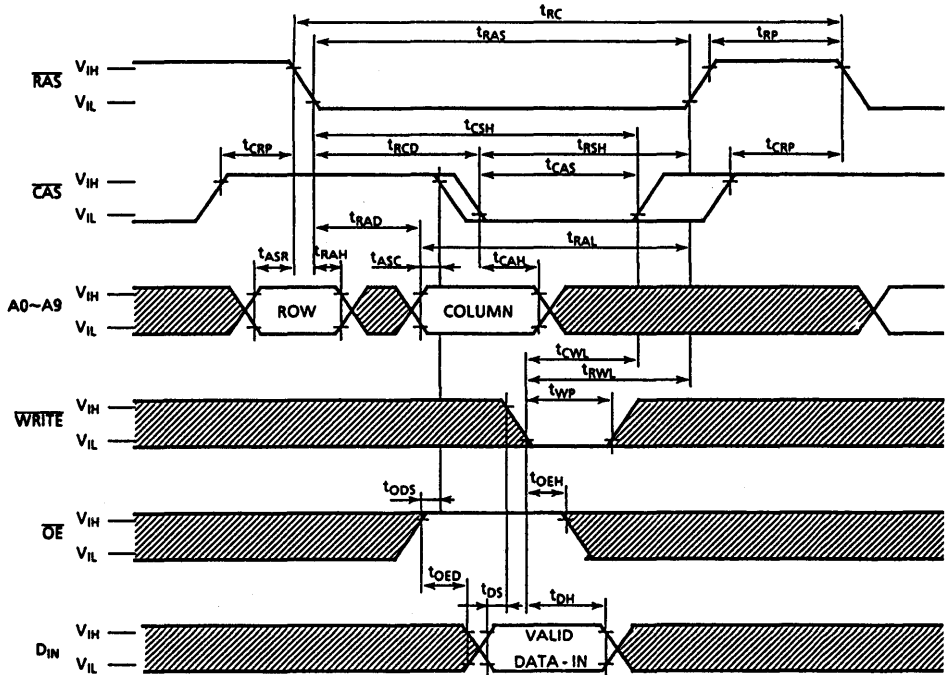 tRC
tRAS
tRP
RAS
VIH
VIL
tCSH
tCRP
tRCD
tRSH
tCRP
CAS
VIH
VIL
tCAS
tRAD
tRAL
tASR
tRAH
tASC
tCAH
A0~A9
VIH
VIL
ROW
COLUMN
tCWL
tRWL
tWP
WRITE
VIH
VIL
tODS
tOEH
OE
VIH
VIL
tOED
tDS
tDH
DIN
VIH
VIL
VALID
DATA-IN